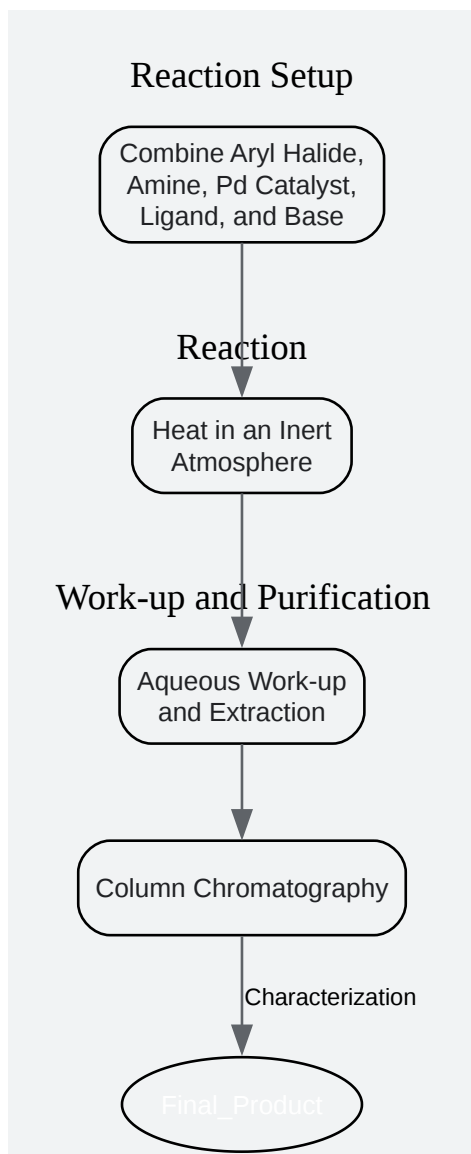 Reaction Setup
Combine Aryl Halide,
Amine, Pd Catalyst,
Ligand, and Base
Reaction
Heat in an Inert
Atmosphere
Work-up and Purification
Aqueous Work-up
and Extraction
Column Chromatography
Characterization
Final_Product